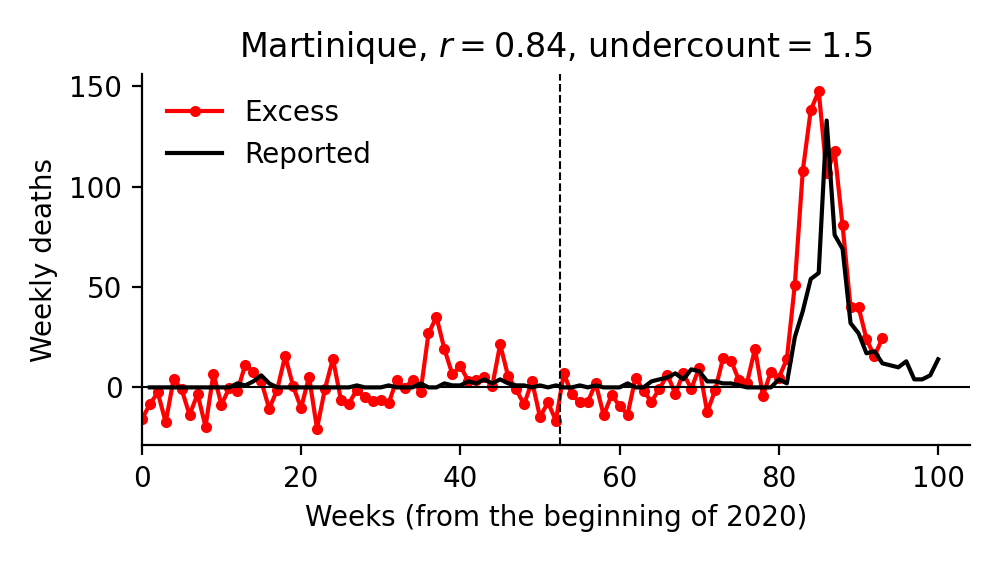 Martinique, r = 0.84, undercount = 1.5
Excess
Reported
Weekly deaths
150
100
50
0
0 20 40 60 80 100
Weeks (from the beginning of 2020)